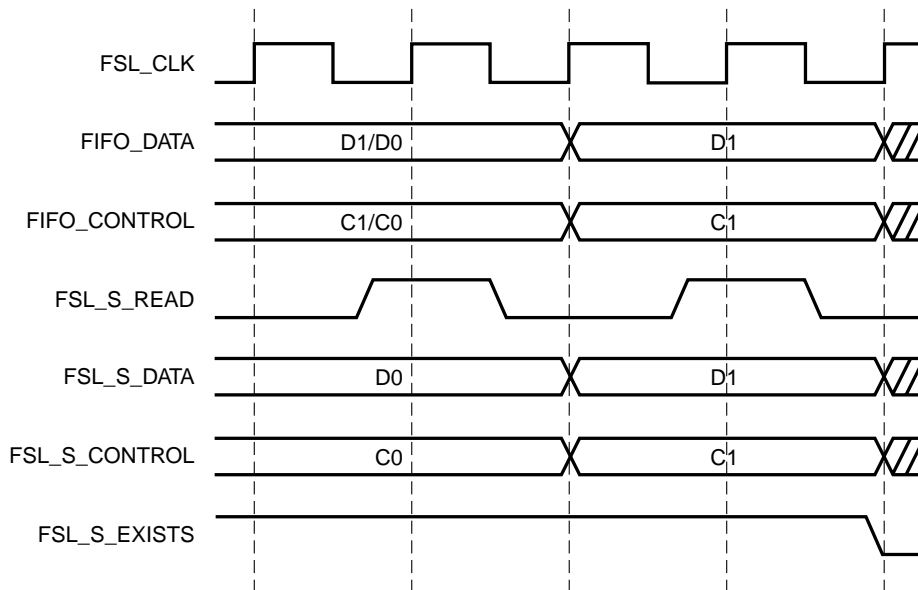 FSL_CLK
FIFO_DATA D1/D0 D1
FIFO_CONTROL C1/C0 C1
FSL_S_READ
FSL_S_DATA D0 D1
FSL_S_CONTROL C0 C1
FSL_S_EXISTS